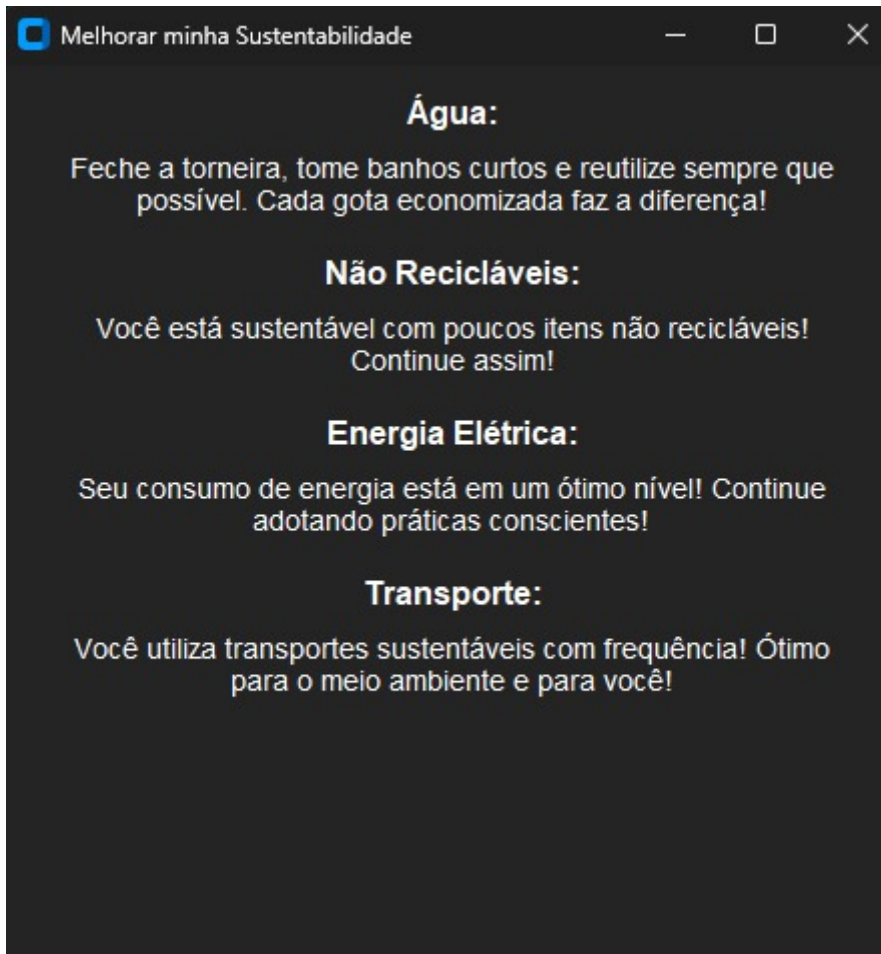 Melhorar minha Sustentabilidade
Água:
Feche a torneira, tome banhos curtos e reutilize sempre que
possível. Cada gota economizada faz a diferença!
Não Recicláveis:
Você está sustentável com poucos itens não recicláveis!
Continue assim!
Energia Elétrica:
Seu consumo de energia está em um ótimo nível! Continue
adotando práticas conscientes!
Transporte:
Você utiliza transportes sustentáveis com frequência! Ótimo
para o meio ambiente e para você!